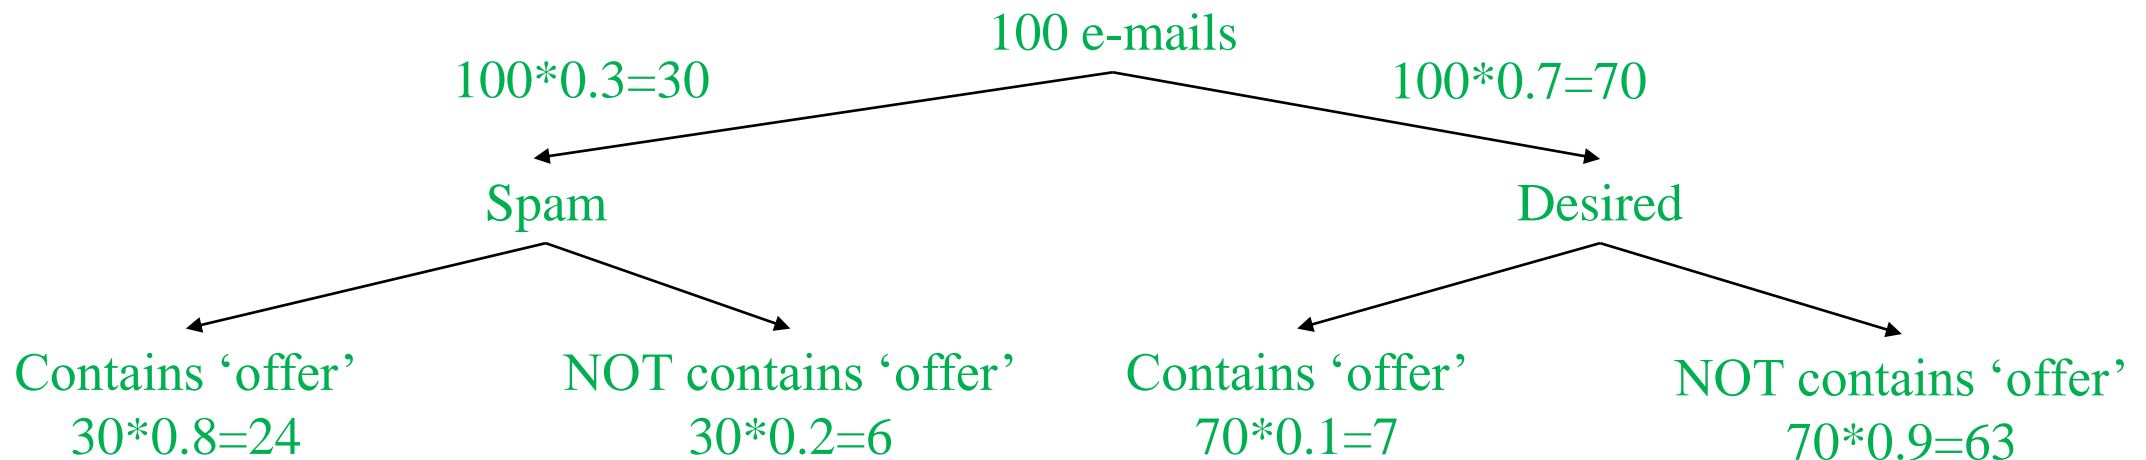 100 e-mails
100*0.3=30
100*0.7=70
Spam
Desired
Contains ‘offer’
30*0.8=24
NOT contains ‘offer’
30*0.2=6
Contains ‘offer’
70*0.1=7
NOT contains ‘offer’
70*0.9=63